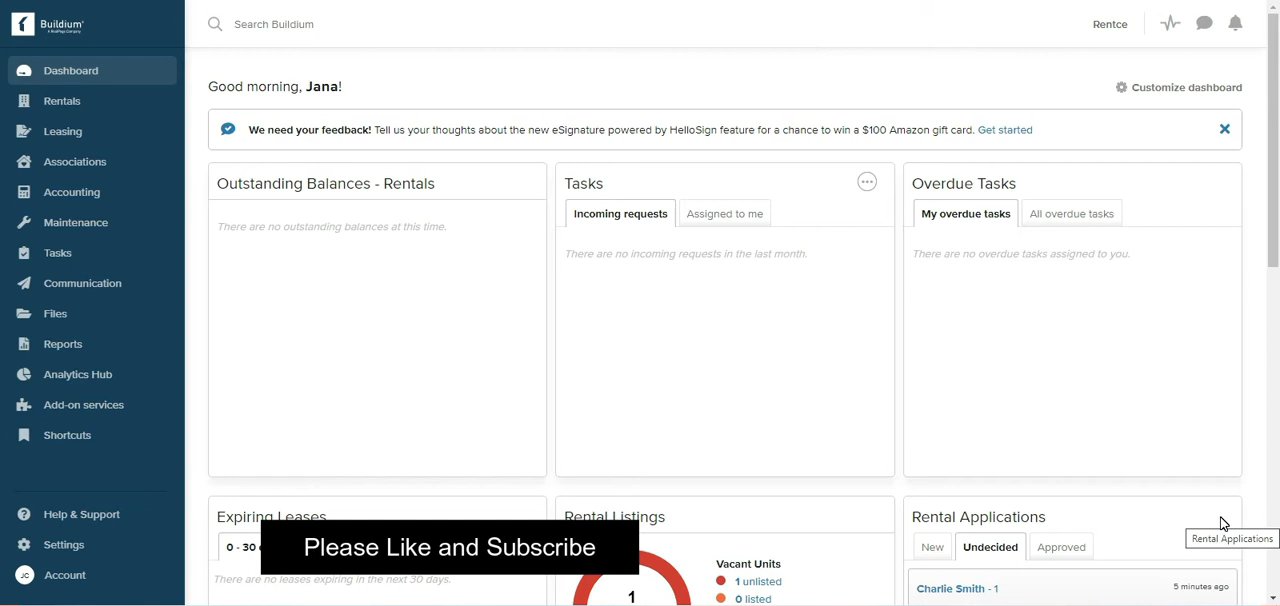 Buildium®
A RealPage Company
Search Buildium
Rentce
Dashboard
Rentals
Leasing
Associations
Accounting
Maintenance
Tasks
Communication
Files
Reports
Analytics Hub
Add-on services
Shortcuts
Help & Support
Settings
JC Account
Good morning, Jana!
Customize dashboard
We need your feedback! Tell us your thoughts about the new eSignature powered by HelloSign feature for a chance to win a $100 Amazon gift card. Get started
Outstanding Balances - Rentals
There are no outstanding balances at this time.
Tasks
Incoming requests Assigned to me
There are no incoming requests in the last month.
Overdue Tasks
My overdue tasks All overdue tasks
There are no overdue tasks assigned to you.
Expiring Leases
0 - 30
There are no leases expiring in the next 30 days.
Please Like and Subscribe
Rental Listings
1
Vacant Units
1 unlisted
0 listed
Rental Applications
Rental Applications
New Undecided Approved
Charlie Smith - 1 5 minutes ago